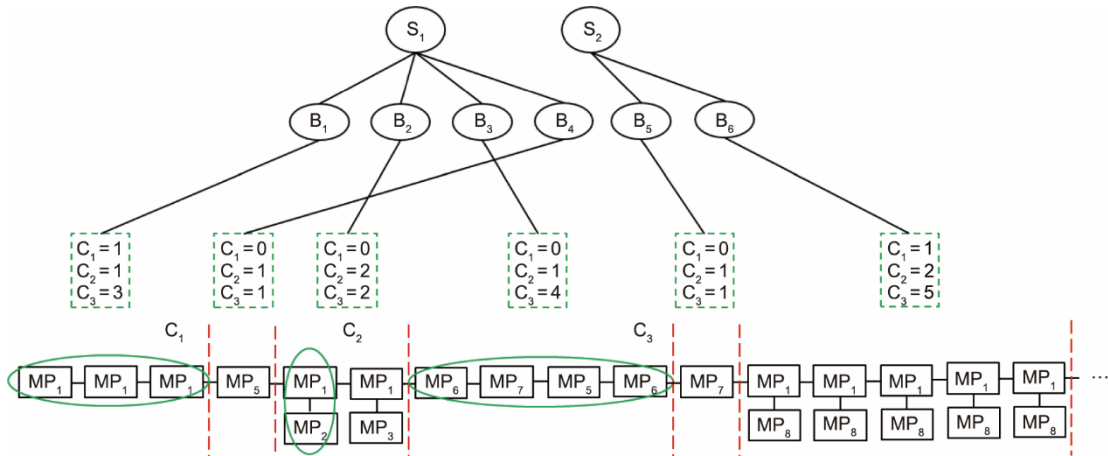 S₁ S₂
B₁ B₂ B₃ B₄ B₅ B₆
C₁ = 1 C₁ = 0 C₁ = 0 C₁ = 0 C₁ = 0 C₁ = 1
C₂ = 1 C₂ = 1 C₂ = 2 C₂ = 1 C₂ = 1 C₂ = 2
C₃ = 3 C₃ = 1 C₃ = 2 C₃ = 4 C₃ = 1 C₃ = 5
C₁ C₂ C₃
MP₁ MP₁ MP₁ MP₅ MP₁ MP₁ MP₆ MP₇ MP₅ MP₆ MP₇ MP₁ MP₁ MP₁ MP₁ MP₁ ...
MP₂ MP₃ MP₈ MP₈ MP₈ MP₈ MP₈